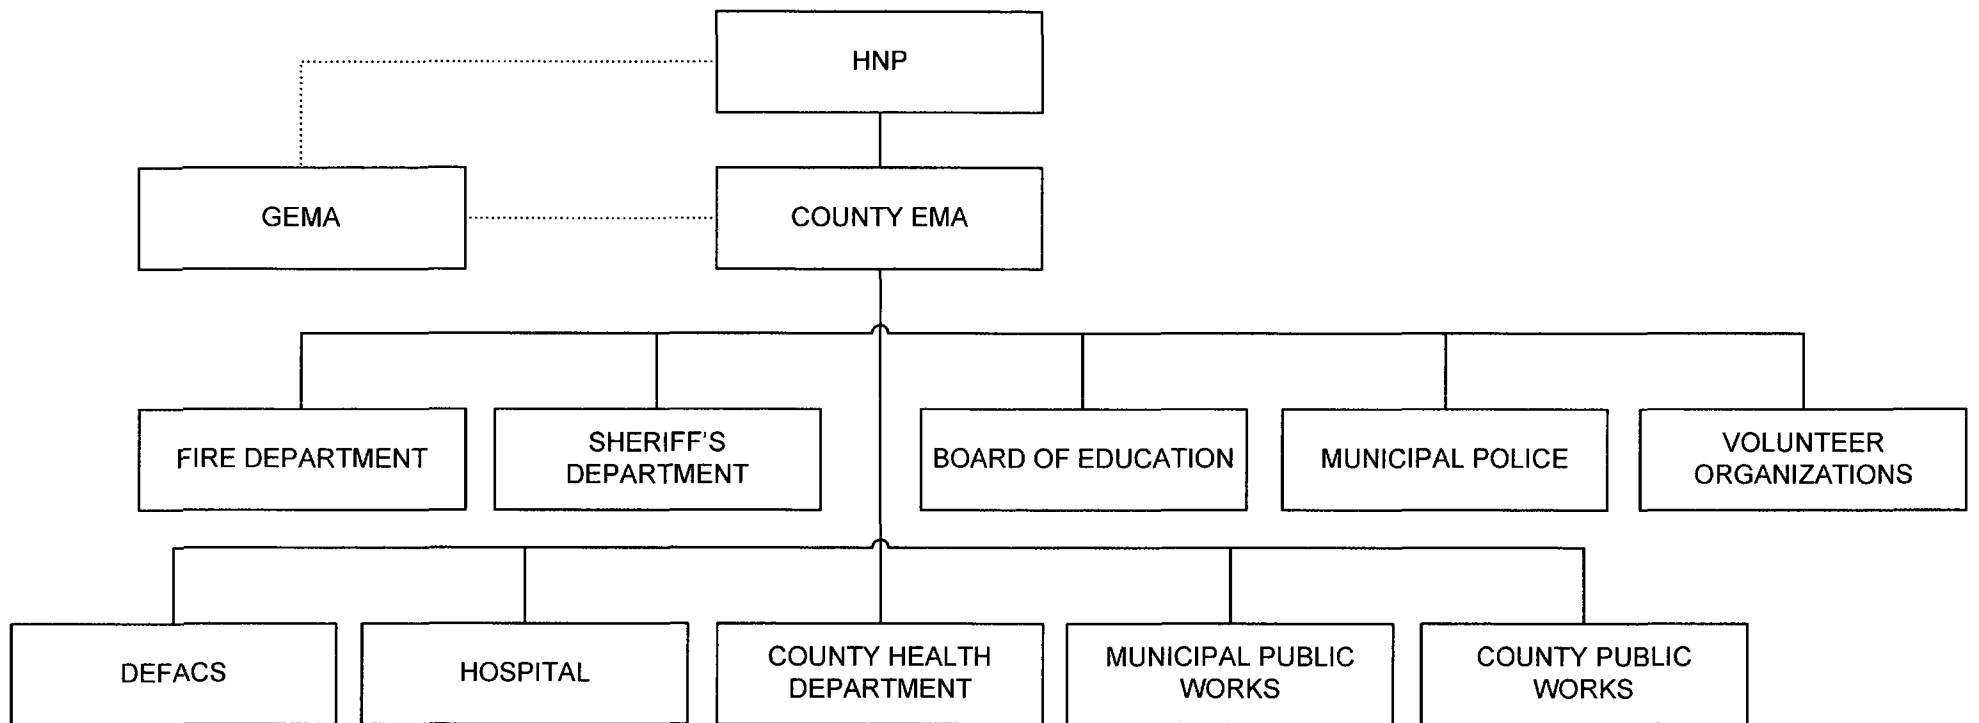 HNP
GEMA
COUNTY EMA
FIRE DEPARTMENT
SHERIFF'S
DEPARTMENT
BOARD OF EDUCATION
MUNICIPAL POLICE
VOLUNTEER
ORGANIZATIONS
DEFACS
HOSPITAL
COUNTY HEALTH
DEPARTMENT
MUNICIPAL PUBLIC
WORKS
COUNTY PUBLIC
WORKS